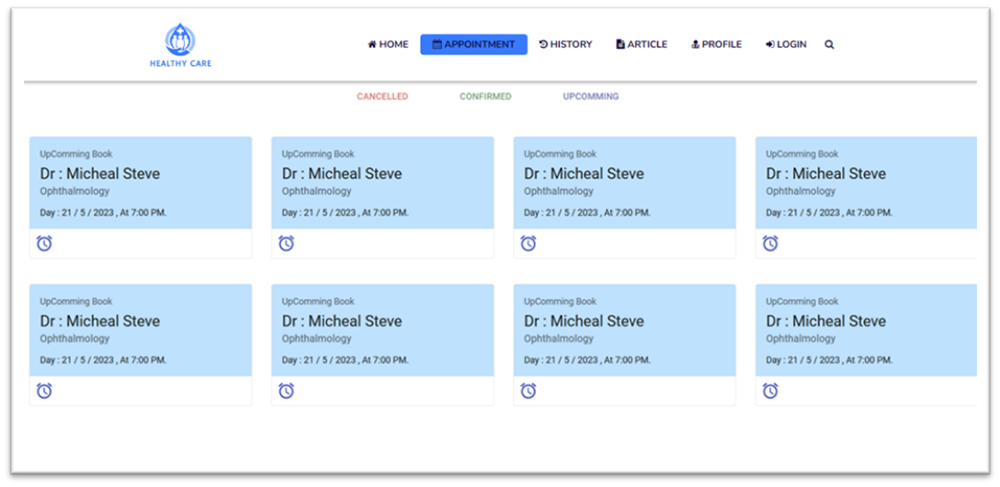 HOME APPOINTMENT HISTORY ARTICLE PROFILE LOGIN
HEALTHY CARE
CANCELLED CONFIRMED UPCOMMING
UpComming Book UpComming Book UpComming Book UpComming Book
Dr : Micheal Steve Dr : Micheal Steve Dr : Micheal Steve Dr : Micheal Steve
Ophthalmology Ophthalmology Ophthalmology Ophthalmology
Day : 21 / 5 / 2023 , At 7:00 PM. Day : 21 / 5 / 2023 , At 7:00 PM. Day : 21 / 5 / 2023 , At 7:00 PM. Day : 21 / 5 / 2023 , At 7:00 PM.
UpComming Book UpComming Book UpComming Book UpComming Book
Dr : Micheal Steve Dr : Micheal Steve Dr : Micheal Steve Dr : Micheal Steve
Ophthalmology Ophthalmology Ophthalmology Ophthalmology
Day : 21 / 5 / 2023 , At 7:00 PM. Day : 21 / 5 / 2023 , At 7:00 PM. Day : 21 / 5 / 2023 , At 7:00 PM. Day : 21 / 5 / 2023 , At 7:00 PM.